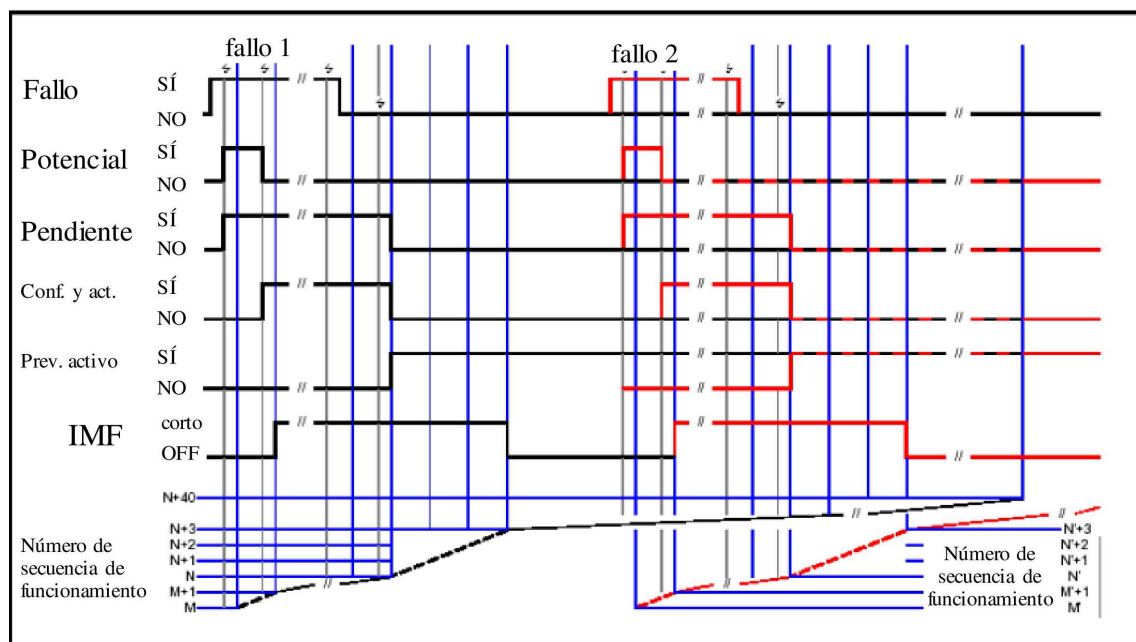 fallo 1
fallo 2
Fallo
SÍ
NO
Potencial
SÍ
NO
Pendiente
SÍ
NO
Conf. y act.
SÍ
NO
Prev. activo
SÍ
NO
IMF
corto
OFF
N+40
N+3
N+2
N+1
N
M+1
M
Número de
secuencia de
funcionamiento
Número de
secuencia de
funcionamiento
N'+3
N'+2
N'+1
N'
M'+1
M'